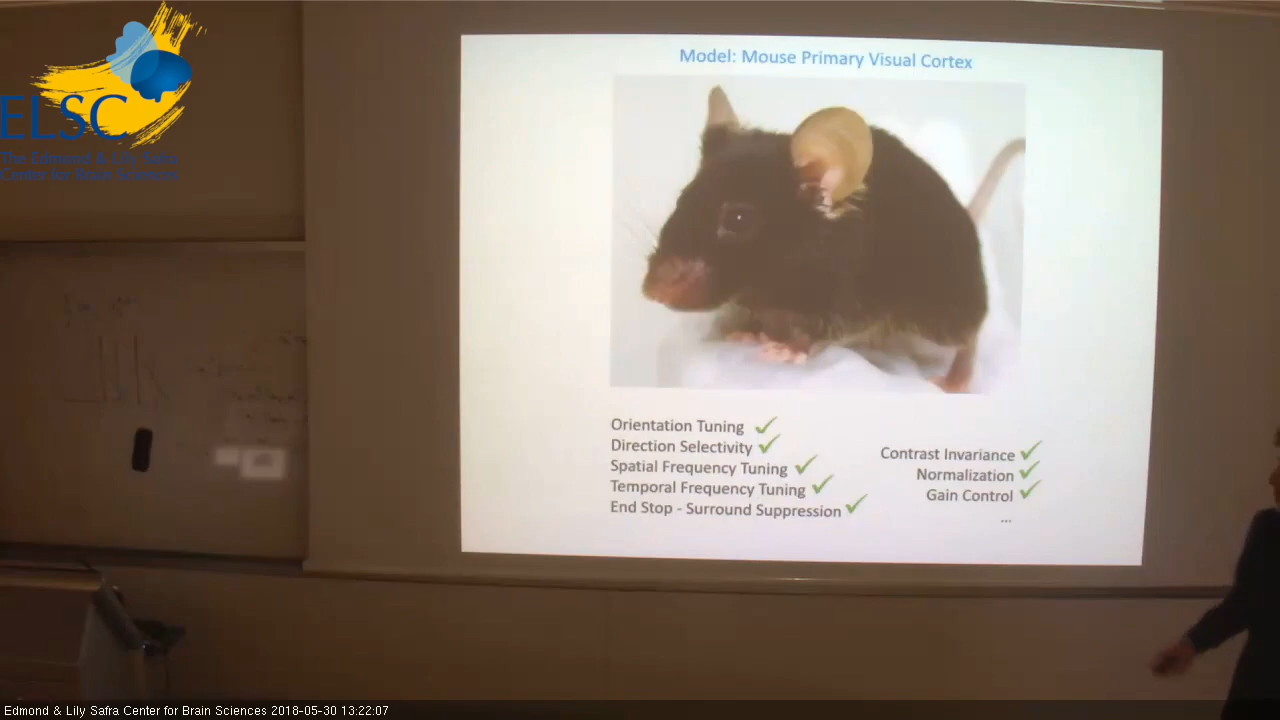 ELSC
The Edmond & Lily Safra
Center for Brain Sciences
Model: Mouse Primary Visual Cortex
Orientation Tuning ✓
Direction Selectivity ✓
Spatial Frequency Tuning ✓
Temporal Frequency Tuning ✓
End Stop - Surround Suppression ✓
Contrast Invariance ✓
Normalization ✓
Gain Control ✓
...
Edmond & Lily Safra Center for Brain Sciences 2018-05-30 13:22:07